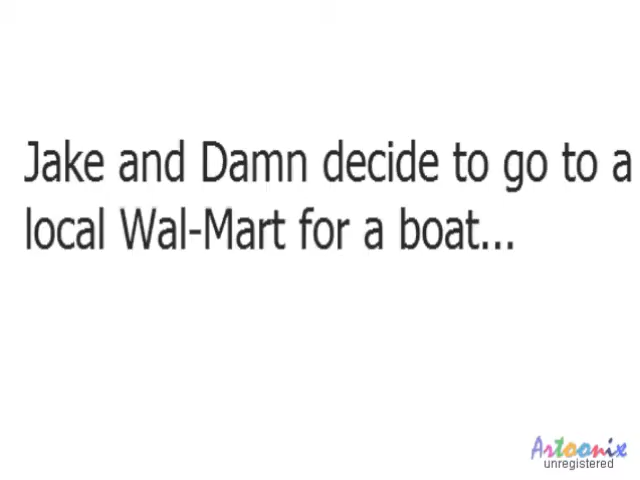 Jake and Damn decide to go to a
local Wal-Mart for a boat...
Artoonix
unregistered